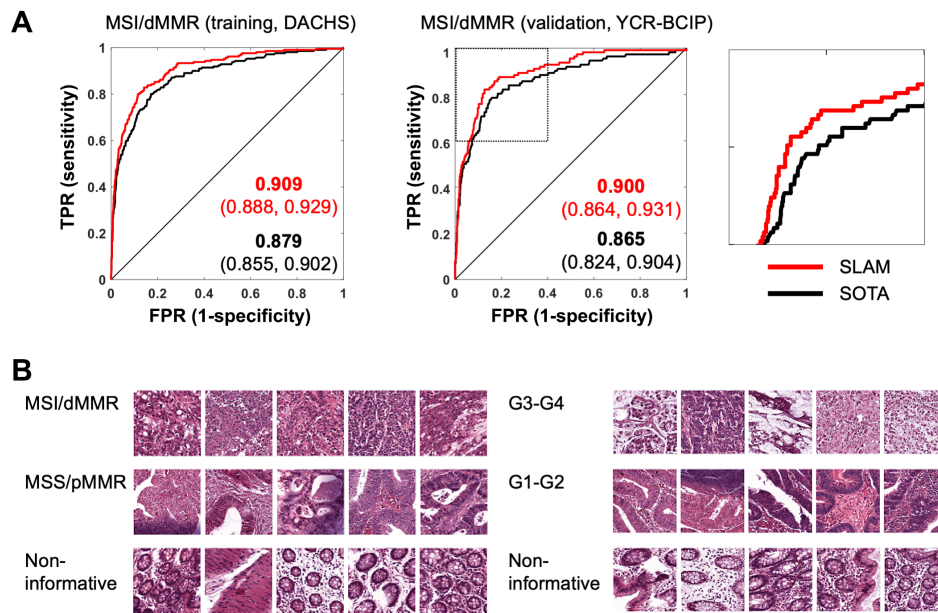 A
MSI/dMMR (training, DACHS)
TPR (sensitivity)
1
0.8
0.6
0.4
0.2
0
0.909
(0.888, 0.929)
0.879
(0.855, 0.902)
0 0.2 0.4 0.6 0.8 1
FPR (1-specificity)
MSI/dMMR (validation, YCR-BCIP)
TPR (sensitivity)
1
0.8
0.6
0.4
0.2
0
0.900
(0.864, 0.931)
0.865
(0.824, 0.904)
0 0.2 0.4 0.6 0.8 1
FPR (1-specificity)
SLAM
SOTA
B
MSI/dMMR
MSS/pMMR
Non-
informative
G3-G4
G1-G2
Non-
informative